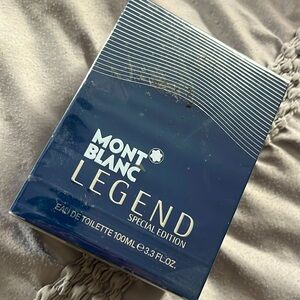 MONT
BLANC
LEGEND
SPECIAL EDITION
EAU DE TOILETTE 100ML e 3.3 FL.OZ.